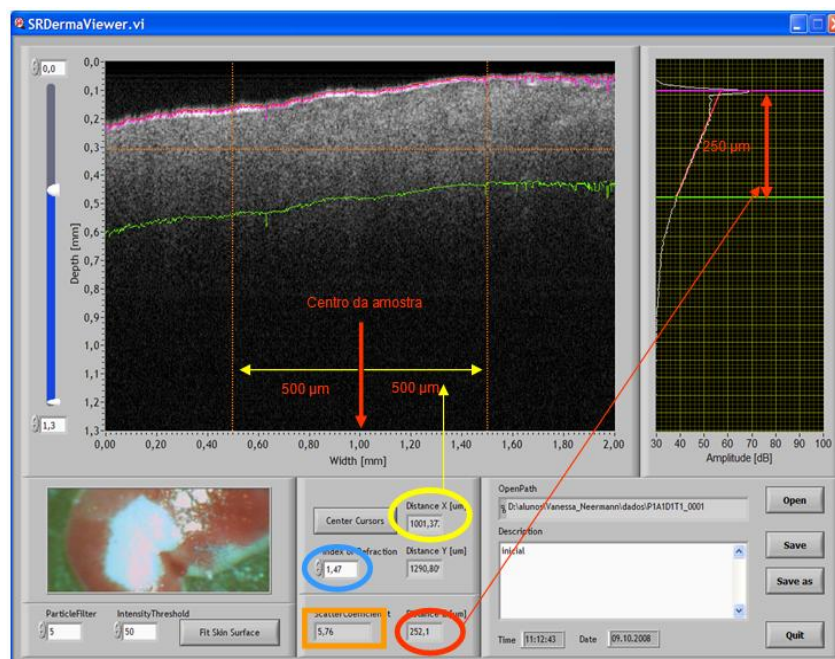 SRDermaViewer.vi
0,0
1,3
Depth [mm]
0,0
0,1
0,2
0,3
0,4
0,5
0,6
0,7
0,8
0,9
1,0
1,1
1,2
1,3
Centro da amostra
500 µm
500 µm
0,00 0,20 0,40 0,60 0,80 1,00 1,20 1,40 1,60 1,80 2,00
Width [mm]
250 µm
30 40 50 60 70 80 90 100
Amplitude [dB]
ParticleFilter
5
IntensityThreshold
50
Fit Skin Surface
Center Cursors
Distance X [um]
1001,37
Index of Refraction
1,47
Distance Y [um]
1290,80
ScatterCoefficient
5,76
252,1
OpenPath
D:\alunos\Vanessa_Neermann\dados\P1A1D1T1_0001
Description
inicial
Time 11:12:43 Date 09.10.2008
Open
Save
Save as
Quit